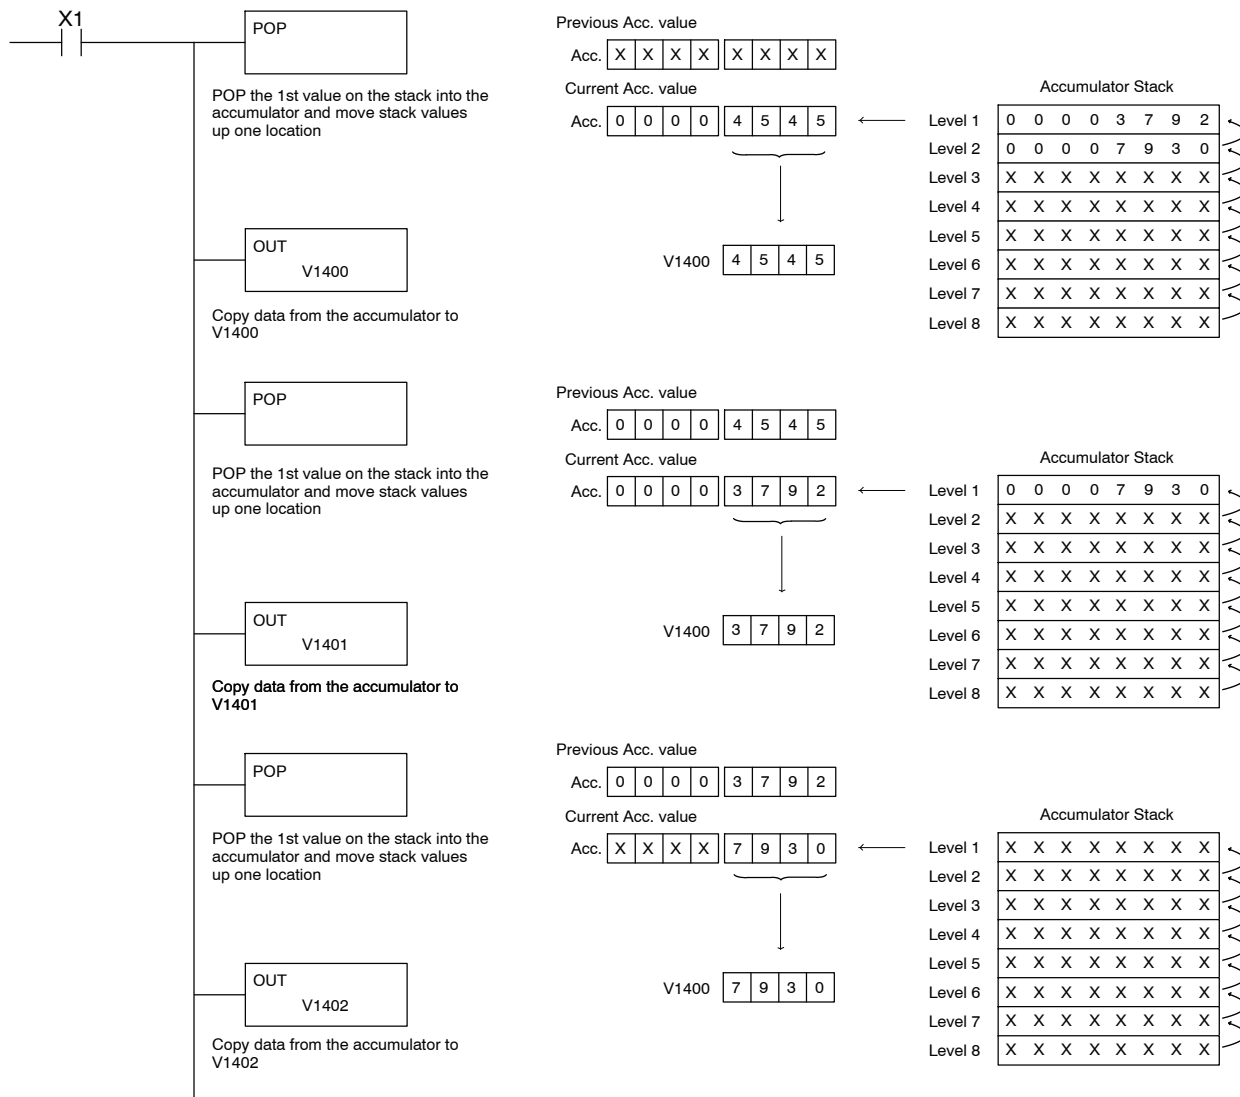 X1
POP
POP the 1st value on the stack into the
accumulator and move stack values
up one location
OUT
V1400
Copy data from the accumulator to
V1400
Previous Acc. value
Acc. X X X X X X X X
Current Acc. value
Acc. 0 0 0 0 4 5 4 5
V1400 4 5 4 5
Accumulator Stack
Level 1 0 0 0 0 3 7 9 2
Level 2 0 0 0 0 7 9 3 0
Level 3 X X X X X X X X
Level 4 X X X X X X X X
Level 5 X X X X X X X X
Level 6 X X X X X X X X
Level 7 X X X X X X X X
Level 8 X X X X X X X X
POP
POP the 1st value on the stack into the
accumulator and move stack values
up one location
OUT
V1401
Copy data from the accumulator to
V1401
Previous Acc. value
Acc. 0 0 0 0 4 5 4 5
Current Acc. value
Acc. 0 0 0 0 3 7 9 2
V1400 3 7 9 2
Accumulator Stack
Level 1 0 0 0 0 7 9 3 0
Level 2 X X X X X X X X
Level 3 X X X X X X X X
Level 4 X X X X X X X X
Level 5 X X X X X X X X
Level 6 X X X X X X X X
Level 7 X X X X X X X X
Level 8 X X X X X X X X
POP
POP the 1st value on the stack into the
accumulator and move stack values
up one location
OUT
V1402
Copy data from the accumulator to
V1402
Previous Acc. value
Acc. 0 0 0 0 3 7 9 2
Current Acc. value
Acc. X X X X 7 9 3 0
V1400 7 9 3 0
Accumulator Stack
Level 1 X X X X X X X X
Level 2 X X X X X X X X
Level 3 X X X X X X X X
Level 4 X X X X X X X X
Level 5 X X X X X X X X
Level 6 X X X X X X X X
Level 7 X X X X X X X X
Level 8 X X X X X X X X